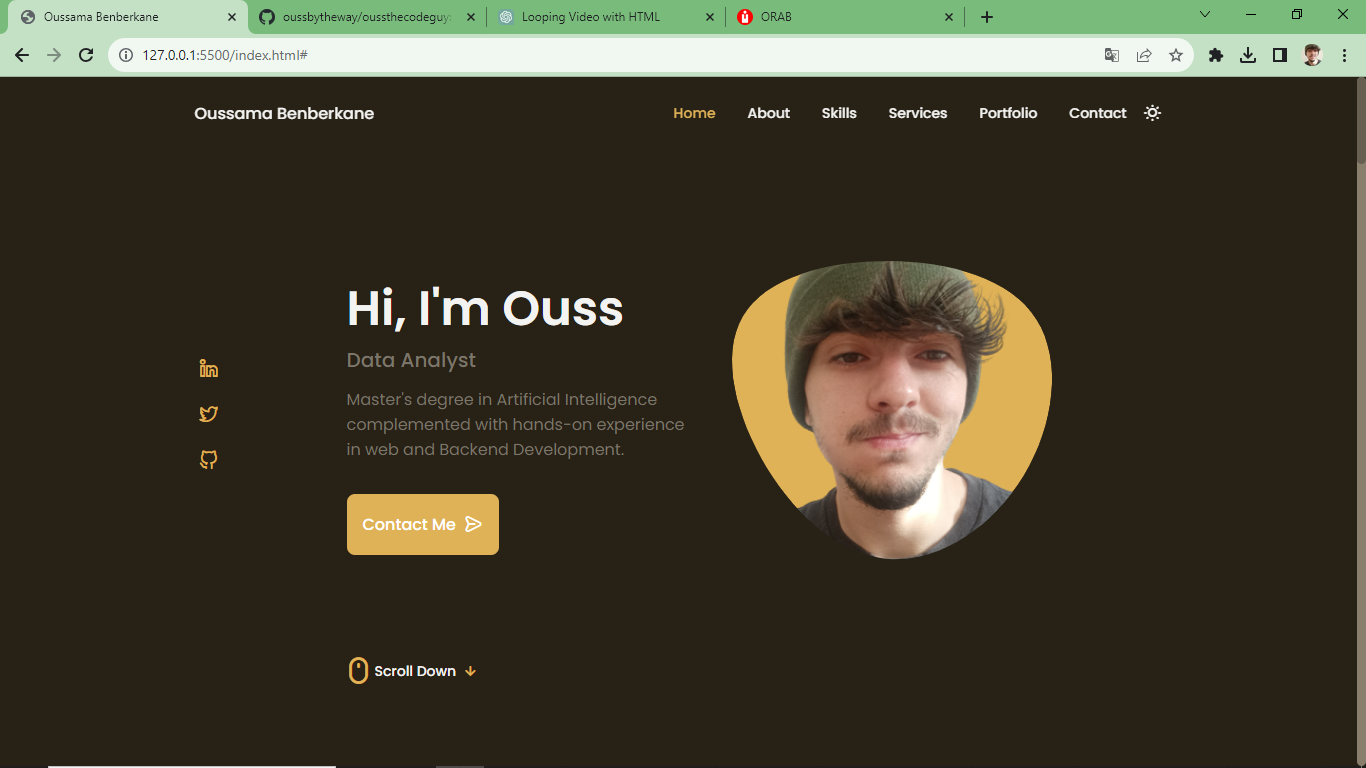 Oussama Benberkane
oussbytheway/oussthecodeguy
Looping Video with HTML
ORAB
127.0.0.1:5500/index.html#
Oussama Benberkane
Home
About
Skills
Services
Portfolio
Contact
Hi, I'm Ouss
Data Analyst
Master's degree in Artificial Intelligence
complemented with hands-on experience
in web and Backend Development.
Contact Me
Scroll Down